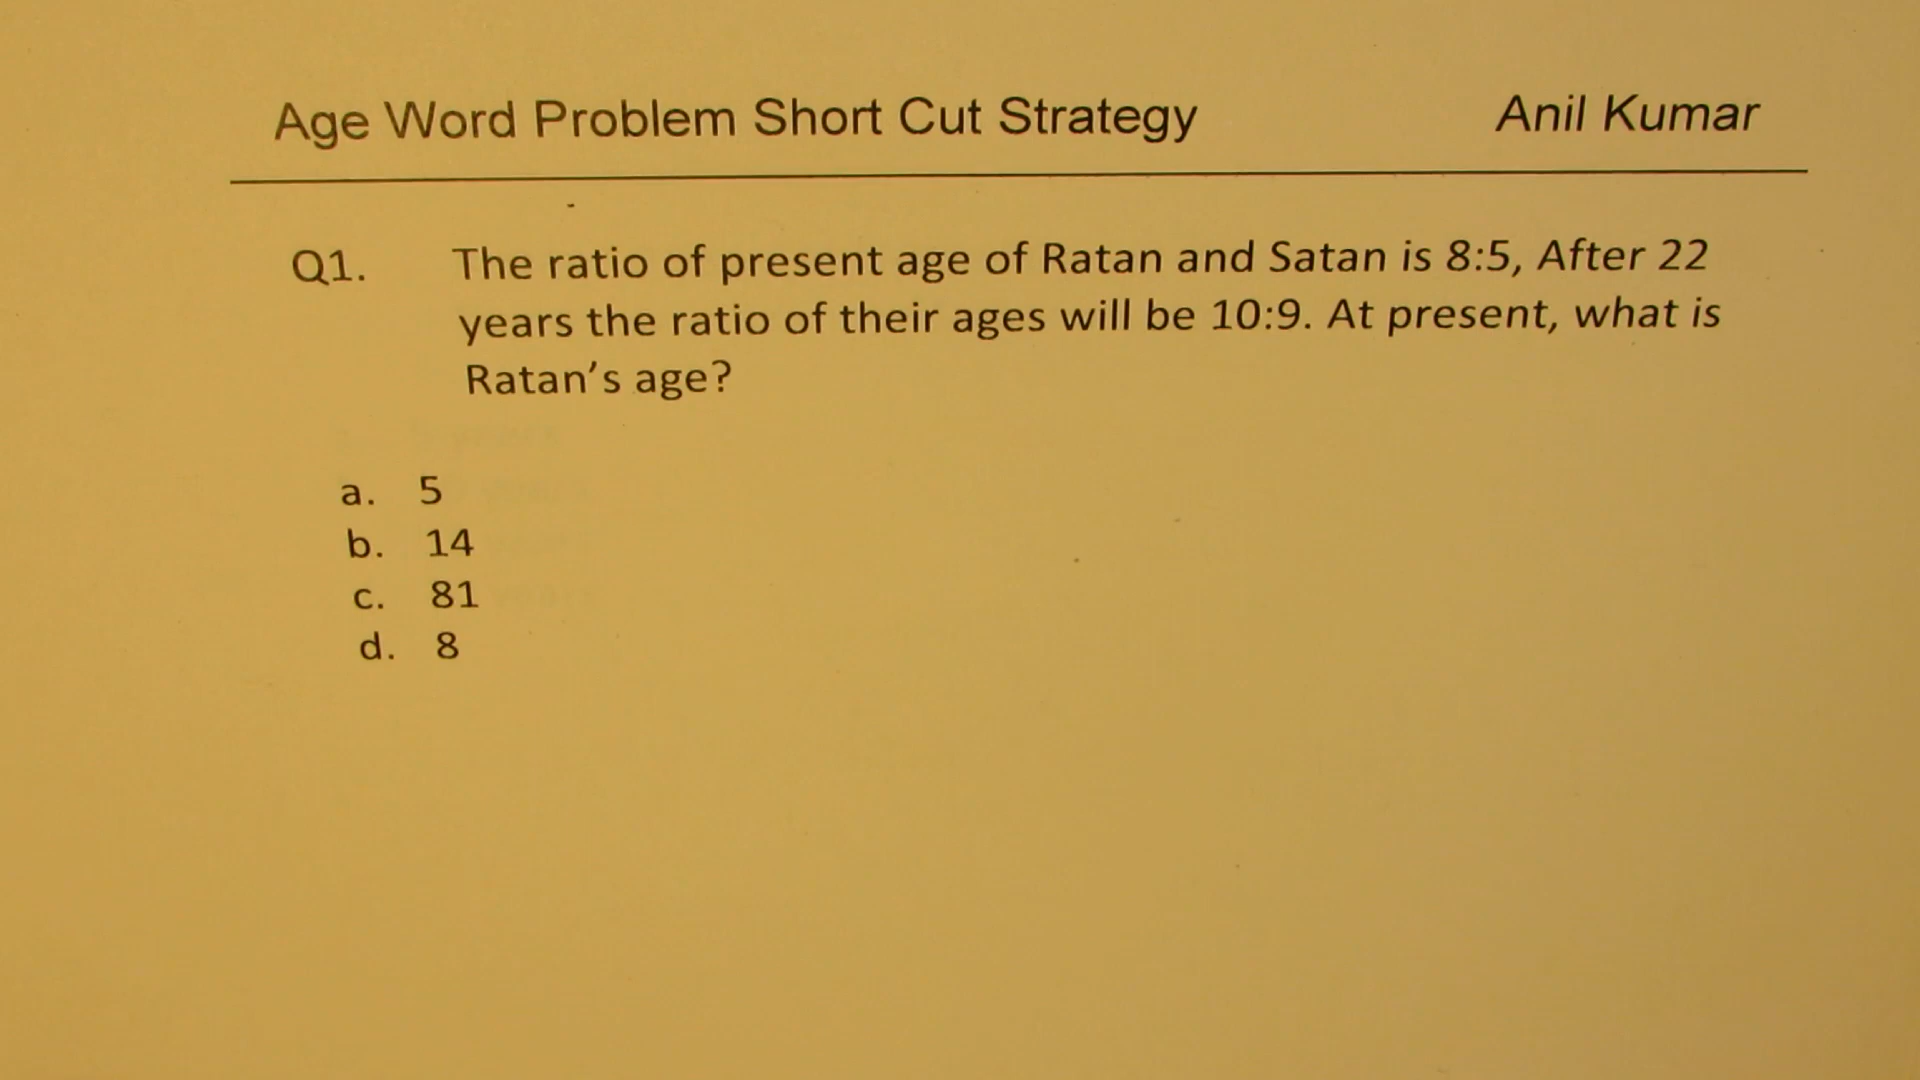 Age Word Problem Short Cut Strategy Anil Kumar
Q1. The ratio of present age of Ratan and Satan is 8:5, After 22
years the ratio of their ages will be 10:9. At present, what is
Ratan's age?
a. 5
b. 14
c. 81
d. 8